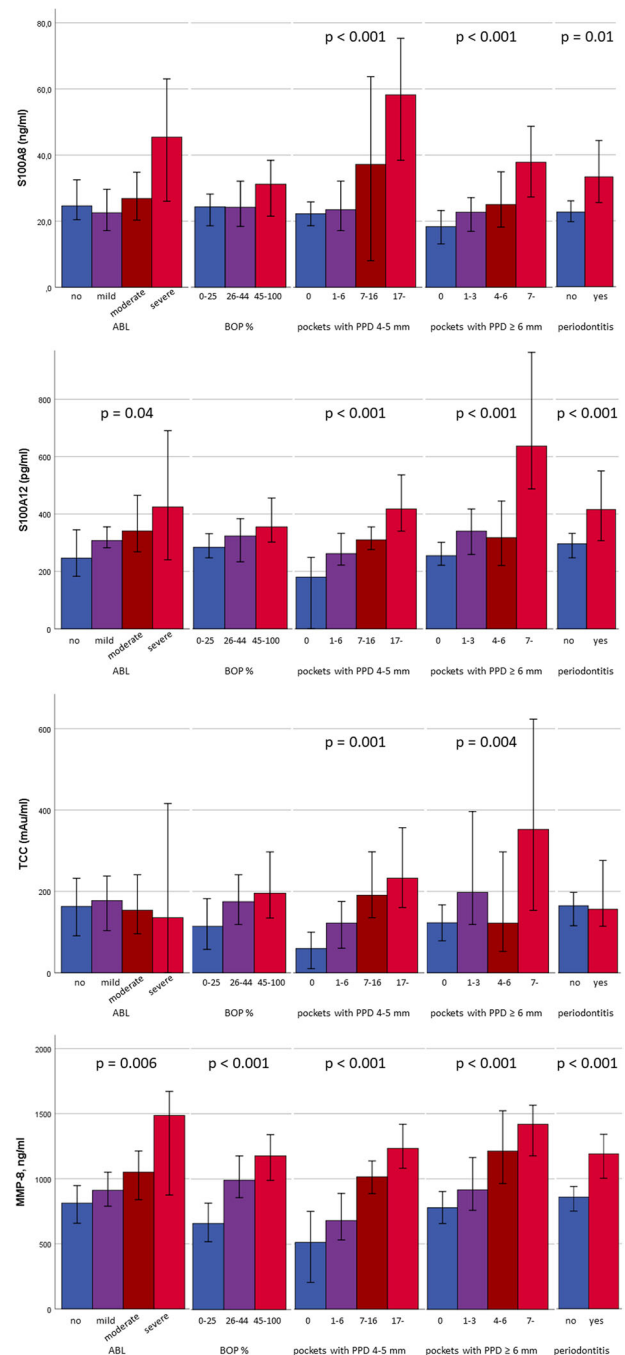 p < 0.001 p < 0.001 p = 0.01
80,0
60,0
40,0
20,0
,0
S100A8 (ng/ml)
no mild moderate severe 0-25 26-44 45-100 0 1-6 7-16 17- 0 1-3 4-6 7- no yes
ABL BOP % pockets with PPD 4-5 mm pockets with PPD ≥ 6 mm periodontitis
p = 0.04 p < 0.001 p < 0.001 p < 0.001
800
600
400
200
0
S100A12 (pg/ml)
no mild moderate severe 0-25 26-44 45-100 0 1-6 7-16 17- 0 1-3 4-6 7- no yes
ABL BOP % pockets with PPD 4-5 mm pockets with PPD ≥ 6 mm periodontitis
p = 0.001 p = 0.004
600
400
200
0
TCC (mAu/ml)
no mild moderate severe 0-25 26-44 45-100 0 1-6 7-16 17- 0 1-3 4-6 7- no yes
ABL BOP % pockets with PPD 4-5 mm pockets with PPD ≥ 6 mm periodontitis
p = 0.006 p < 0.001 p < 0.001 p < 0.001 p < 0.001
2000
1500
1000
500
0
MMP-8, ng/ml
no mild moderate severe 0-25 26-44 45-100 0 1-6 7-16 17- 0 1-3 4-6 7- no yes
ABL BOP % pockets with PPD 4-5 mm pockets with PPD ≥ 6 mm periodontitis